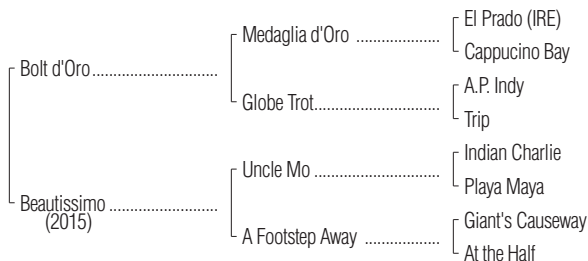 El Prado (IRE)
Medaglia d'Oro
Cappucino Bay
Bolt d'Oro
A.P. Indy
Globe Trot
Trip
Indian Charlie
Uncle Mo
Playa Maya
Beautissimo
(2015)
Giant's Causeway
A Footstep Away
At the Half